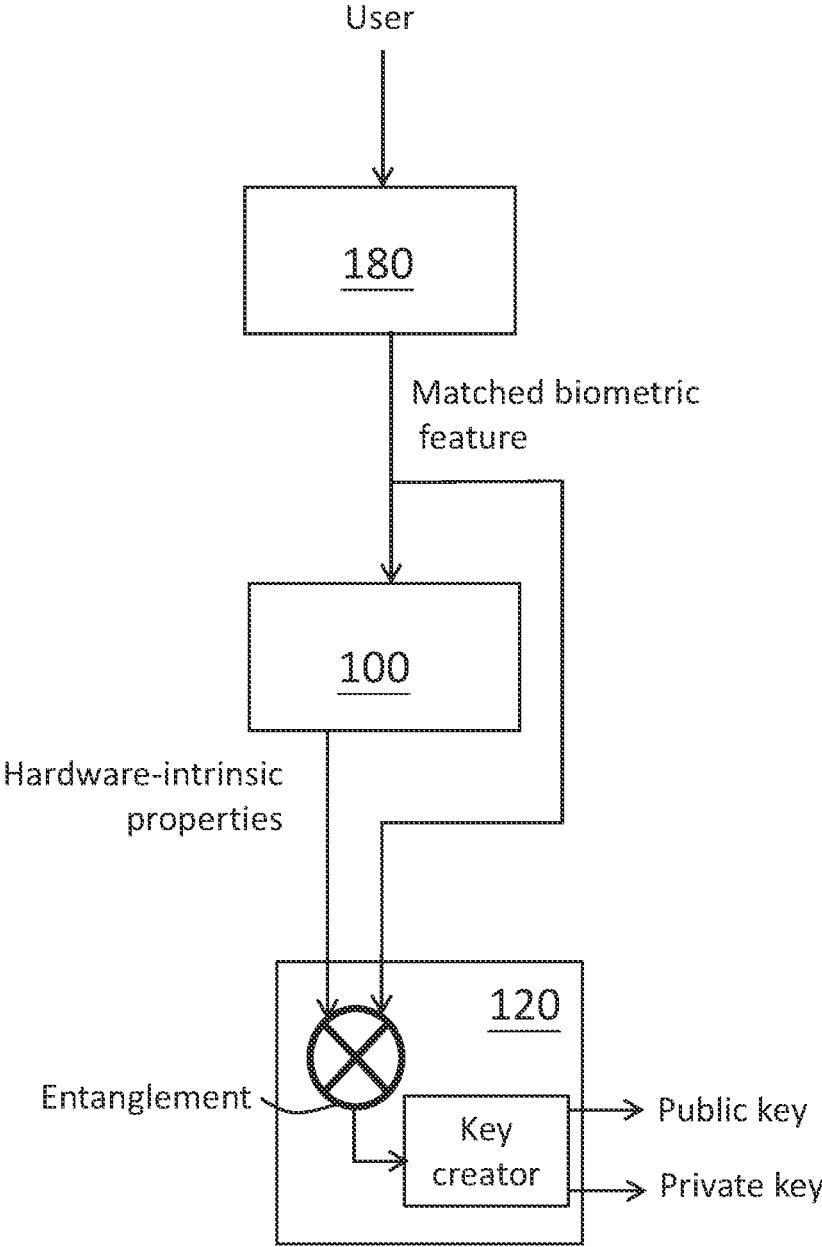 User
180
Matched biometric
feature
100
Hardware-intrinsic
properties
120
Entanglement
Key
creator
Public key
Private key